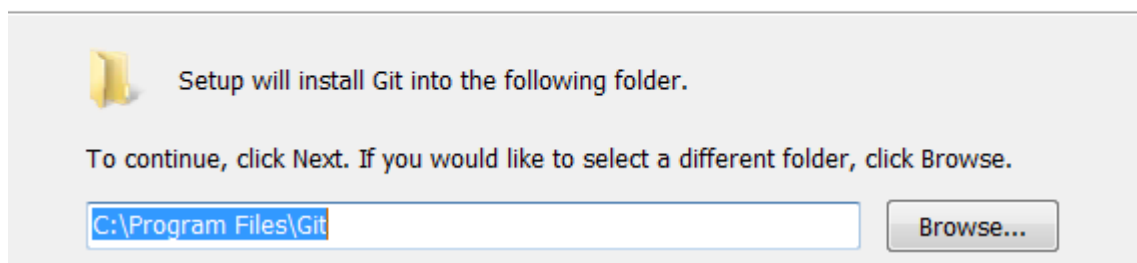 Setup will install Git into the following folder.
To continue, click Next. If you would like to select a different folder, click Browse.
C:\Program Files\Git
Browse...